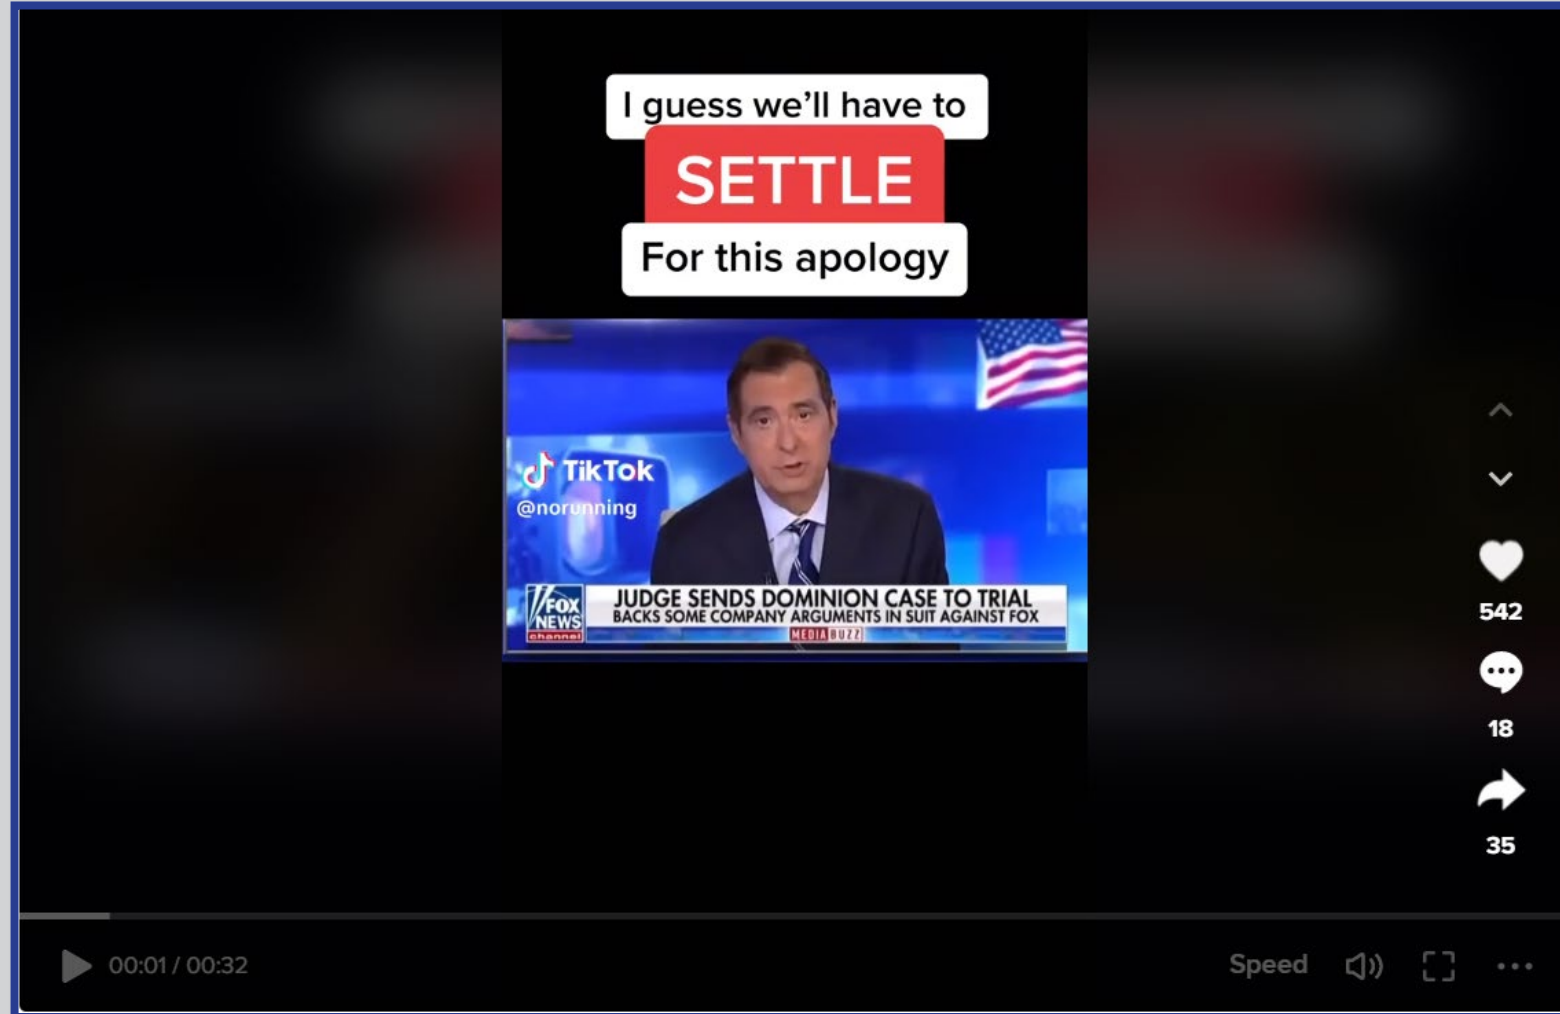 I guess we'll have to
SETTLE
For this apology
TikTok
@norunning
FOX
NEWS
channel
JUDGE SENDS DOMINION CASE TO TRIAL
BACKS SOME COMPANY ARGUMENTS IN SUIT AGAINST FOX
MEDIA BUZZ
542
18
35
00:01 / 00:32
Speed